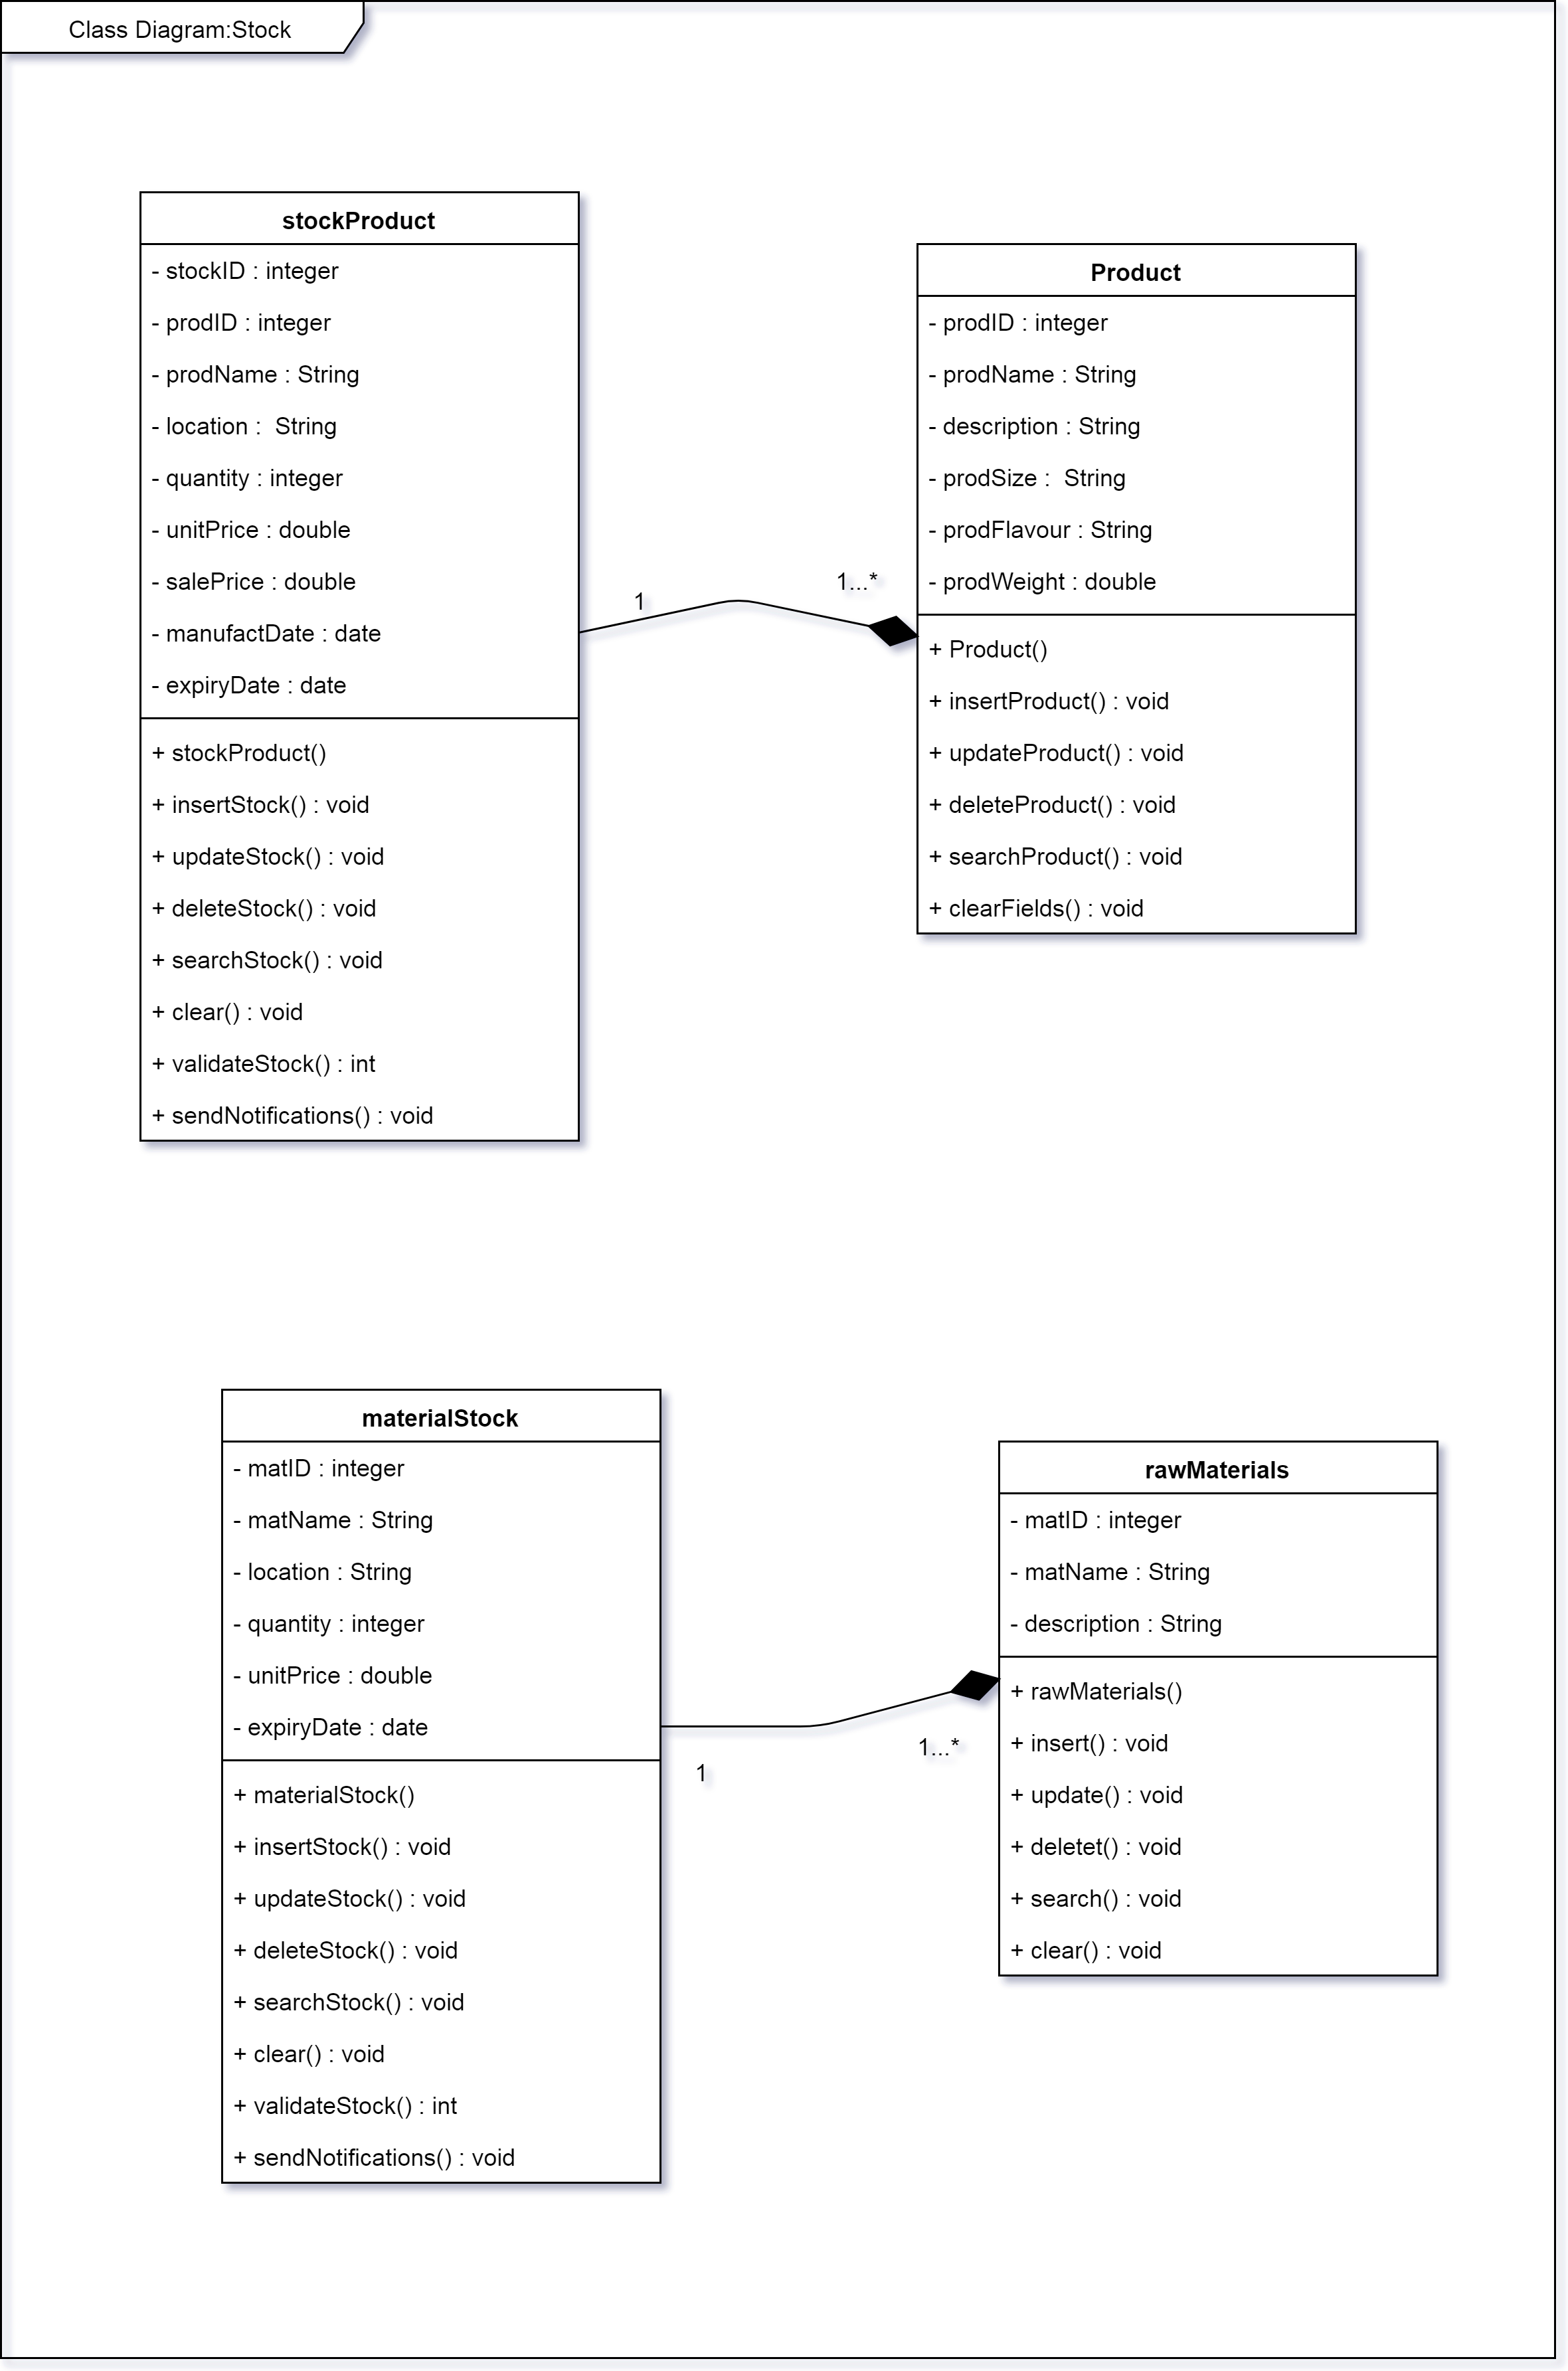 Class Diagram:Stock
stockProduct
- stockID : integer
- prodID : integer
- prodName : String
- location :  String
- quantity : integer
- unitPrice : double
- salePrice : double
- manufactDate : date
- expiryDate : date
+ stockProduct()
+ insertStock() : void
+ updateStock() : void
+ deleteStock() : void
+ searchStock() : void
+ clear() : void
+ validateStock() : int
+ sendNotifications() : void
1
1...*
Product
- prodID : integer
- prodName : String
- description : String
- prodSize :  String
- prodFlavour : String
- prodWeight : double
+ Product()
+ insertProduct() : void
+ updateProduct() : void
+ deleteProduct() : void
+ searchProduct() : void
+ clearFields() : void
materialStock
- matID : integer
- matName : String
- location : String
- quantity : integer
- unitPrice : double
- expiryDate : date
+ materialStock()
+ insertStock() : void
+ updateStock() : void
+ deleteStock() : void
+ searchStock() : void
+ clear() : void
+ validateStock() : int
+ sendNotifications() : void
1
1...*
rawMaterials
- matID : integer
- matName : String
- description : String
+ rawMaterials()
+ insert() : void
+ update() : void
+ deletet() : void
+ search() : void
+ clear() : void